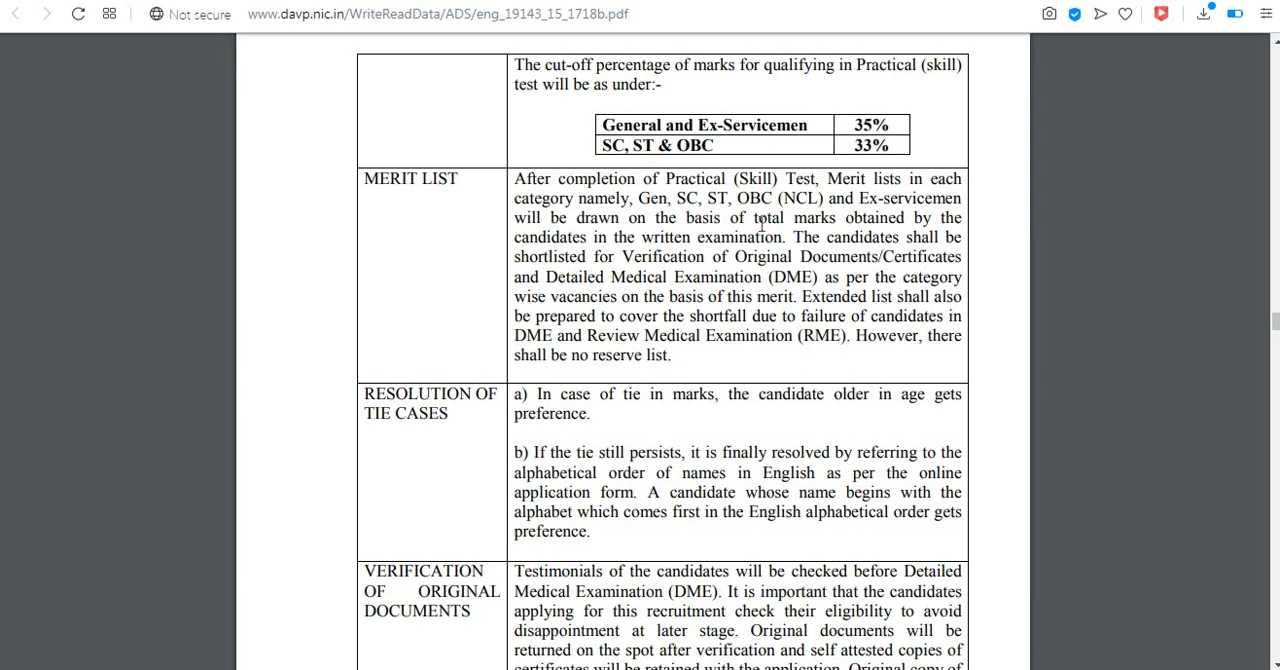 Not secure
www.davp.nic.in/WriteReadData/ADS/eng_19143_15_1718b.pdf
The cut-off percentage of marks for qualifying in Practical (skill)
test will be as under:-
General and Ex-Servicemen 35%
SC, ST & OBC 33%
MERIT LIST
After completion of Practical (Skill) Test, Merit lists in each
category namely, Gen, SC, ST, OBC (NCL) and Ex-servicemen
will be drawn on the basis of total marks obtained by the
candidates in the written examination. The candidates shall be
shortlisted for Verification of Original Documents/Certificates
and Detailed Medical Examination (DME) as per the category
wise vacancies on the basis of this merit. Extended list shall also
be prepared to cover the shortfall due to failure of candidates in
DME and Review Medical Examination (RME). However, there
shall be no reserve list.
RESOLUTION OF
TIE CASES
a) In case of tie in marks, the candidate older in age gets
preference.
b) If the tie still persists, it is finally resolved by referring to the
alphabetical order of names in English as per the online
application form. A candidate whose name begins with the
alphabet which comes first in the English alphabetical order gets
preference.
VERIFICATION
OF ORIGINAL
DOCUMENTS
Testimonials of the candidates will be checked before Detailed
Medical Examination (DME). It is important that the candidates
applying for this recruitment check their eligibility to avoid
disappointment at later stage. Original documents will be
returned on the spot after verification and self attested copies of
certificates will be retained with the application. Original copy of